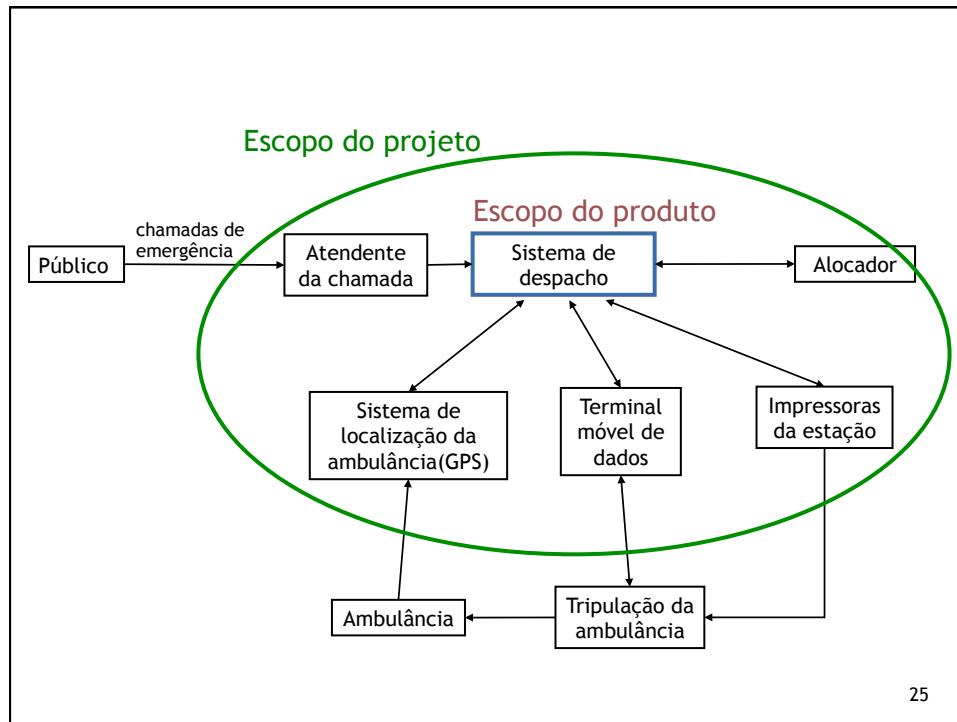 Escopo do projeto
Escopo do produto
chamadas de
emergência
Público
Atendente
da chamada
Sistema de
despacho
Alocador
Sistema de
localização da
ambulância(GPS)
Terminal
móvel de
dados
Impressoras
da estação
Ambulância
Tripulação da
ambulância
25